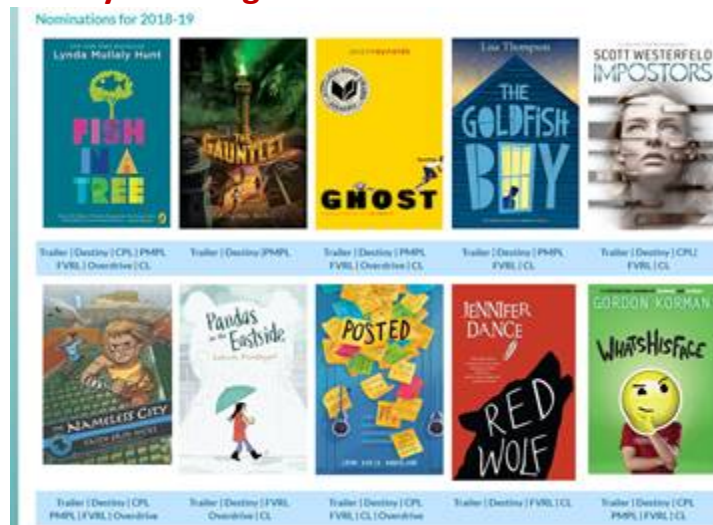 Nominations for 2018-19
Lynda Mullaly Hunt
FISH
IN A
TREE
THE
GAUNTLET
GHOST
Lisa Thompson
THE
GOLDFISH
BOY
SCOTT WESTERFELD
IMPOSTORS
Trailer | Destiny | CPL | PMPL
FVRL | Overdrive | CL
Trailer | Destiny |PMPL
Trailer | Destiny | PMPL
FVRL | Overdrive | CL
Trailer | Destiny | PMPL
FVRL | CL
Trailer | Destiny | CPL|
FVRL | CL
THE
NAMELESS CITY
FAITH ERIN HICKS
Pandas
on the
Eastside
POSTED
JENNIFER
DANCE
RED
WOLF
GORDON KORMAN
WHATSHISFACE
Trailer | Destiny | CPL
PMPL | FVRL | Overdrive
Trailer | Destiny | FVRL
Overdrive | CL
Trailer | Destiny | CPL
FVRL | CL | Overdrive
Trailer | Destiny | FVRL | CL
Trailer | Destiny | CPL
PMPL | FVRL | CL